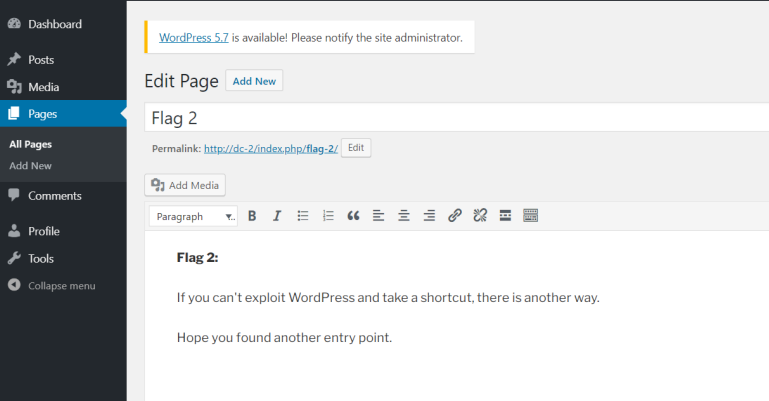 Dashboard
WordPress 5.7 is available! Please notify the site administrator.
Posts
Media
Pages
All Pages
Add New
Comments
Profile
Tools
Collapse menu
Edit Page Add New
Flag 2
Permalink: http://dc-2/index.php/flag-2/ Edit
Add Media
Paragraph B I
Flag 2:
If you can't exploit WordPress and take a shortcut, there is another way.
Hope you found another entry point.